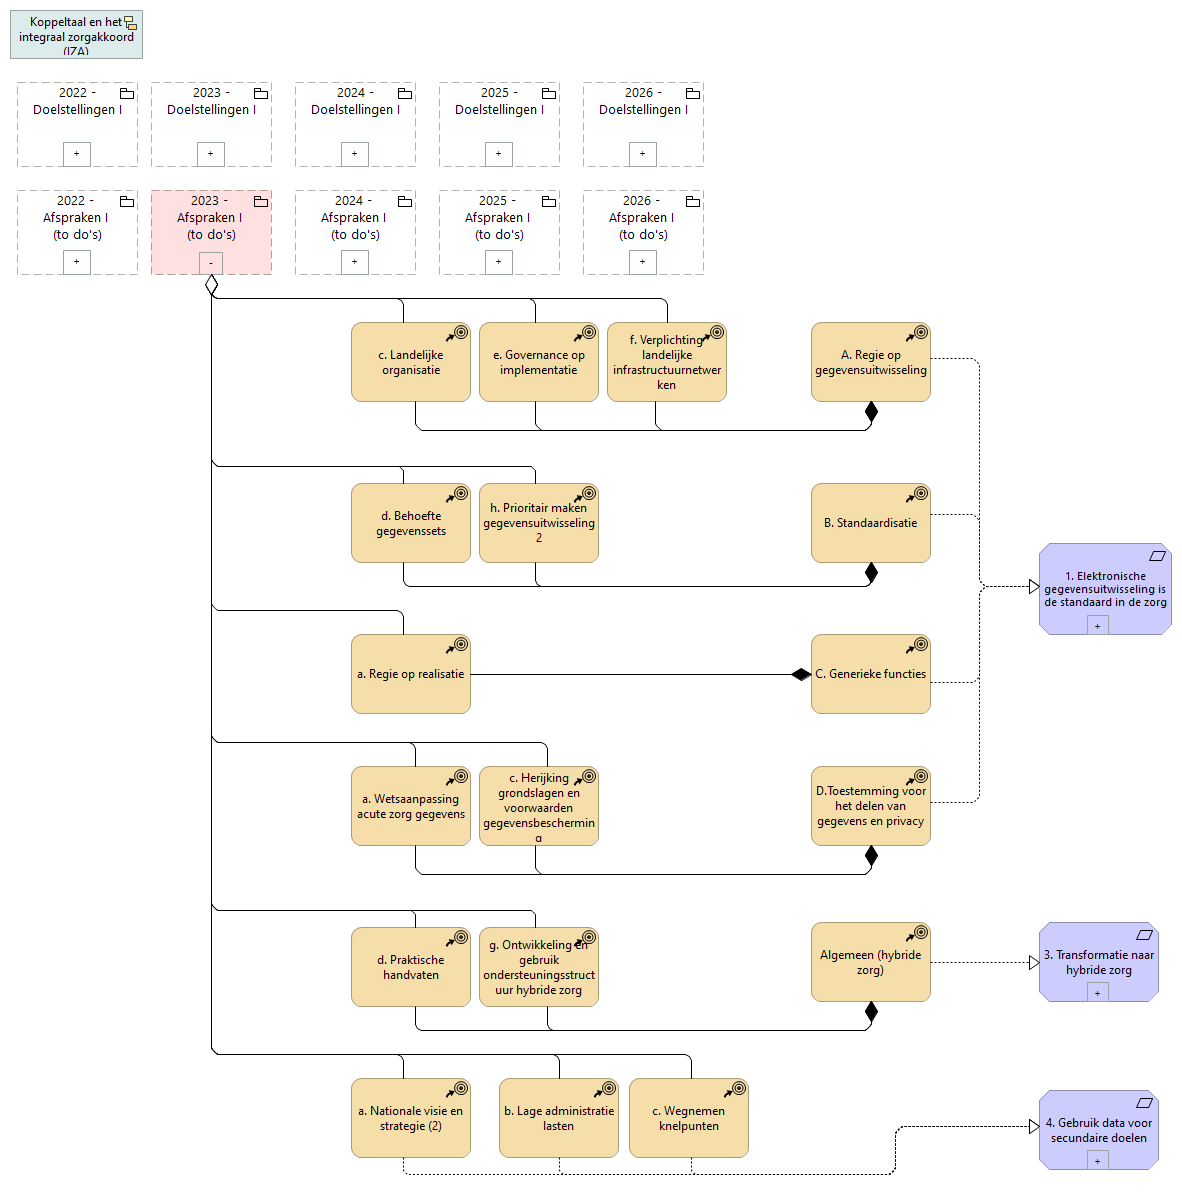 Koppeltaal en het
integraal zorgakkoord
(IZA)
2022 -
Doelstellingen |
+
2023 -
Doelstellingen |
+
2024 -
Doelstellingen |
+
2025 -
Doelstellingen |
+
2026 -
Doelstellingen |
+
2022 -
Afspraken |
(to do's)
+
2023 -
Afspraken |
(to do's)
-
2024 -
Afspraken |
(to do's)
+
2025 -
Afspraken |
(to do's)
+
2026 -
Afspraken |
(to do's)
+
c. Landelijke
organisatie
e. Governance op
implementatie
f. Verplichting
landelijke
infrastructuurnetwer
ken
A. Regie op
gegevensuitwisseling
d. Behoefte
gegevenssets
h. Prioritair maken
gegevensuitwisseling
2
B. Standaardisatie
1. Elektronische
gegevensuitwisseling is
de standaard in de zorg
+
a. Regie op realisatie
C. Generieke functies
a. Wetsaanpassing
acute zorg gegevens
c. Herijking
grondslagen en
voorwaarden
gegevensbeschermin
g
D.Toestemming voor
het delen van
gegevens en privacy
d. Praktische
handvaten
g. Ontwikkeling en
gebruik
ondersteuningsstruct
uur hybride zorg
Algemeen (hybride
zorg)
3. Transformatie naar
hybride zorg
+
a. Nationale visie en
strategie (2)
b. Lage administratie
lasten
c. Wegnemen
knelpunten
4. Gebruik data voor
secundaire doelen
+